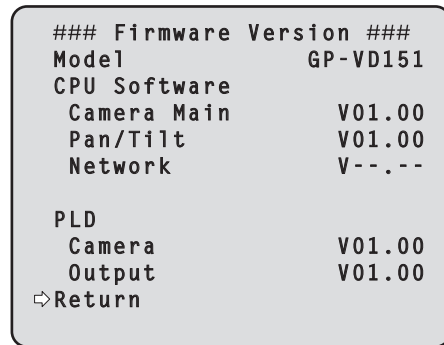 ### Firmware Version ###
Model GP-VD151
CPU Software
Camera Main V01.00
Pan/Tilt V01.00
Network V--.--
PLD
Camera V01.00
Output V01.00
⇨Return